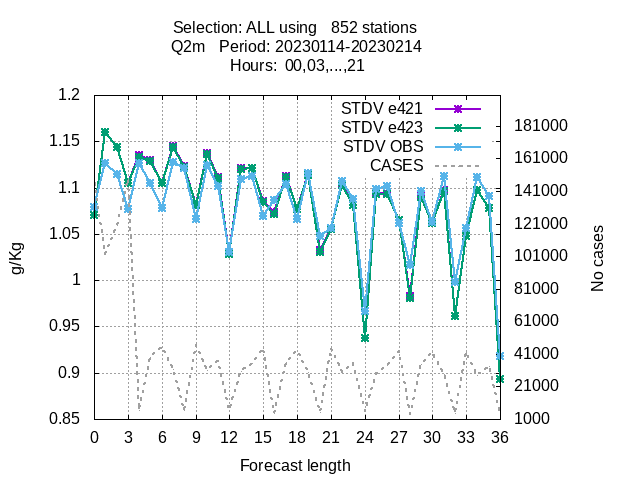 Selection: ALL using   852 stations
Q2m   Period: 20230114-20230214
Hours:  00,03,...,21
1.2
1.15
1.1
1.05
1
0.95
0.9
0.85
g/Kg
STDV e421
STDV e423
STDV OBS
CASES
181000
161000
141000
121000
101000
81000
61000
41000
21000
1000
No cases
0 3 6 9 12 15 18 21 24 27 30 33 36
Forecast length